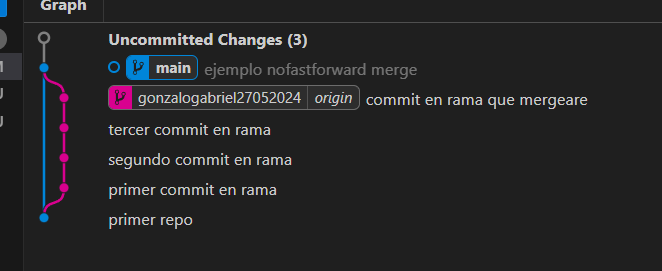 Graph
Uncommitted Changes (3)
main ejemplo nofastforward merge
gonzalogabriel27052024 origin commit en rama que mergeare
tercer commit en rama
segundo commit en rama
primer commit en rama
primer repo